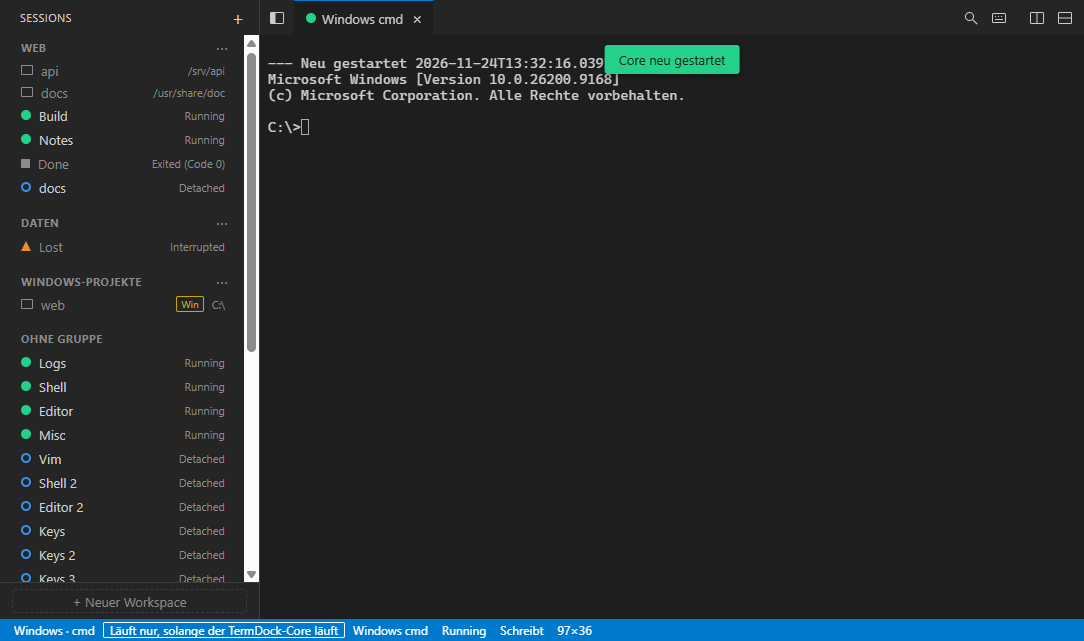 SESSIONS
+
WEB ...
api /srv/api
docs /usr/share/doc
Build Running
Notes Running
Done Exited (Code 0)
docs Detached
DATEN ...
Lost Interrupted
WINDOWS-PROJEKTE ...
web Win C:\
OHNE GRUPPE
Logs Running
Shell Running
Editor Running
Misc Running
Vim Detached
Shell 2 Detached
Editor 2 Detached
Keys Detached
Keys 2 Detached
Keys 3 Detached
+ Neuer Workspace
Windows cmd ×
--- Neu gestartet 2026-11-24T13:32:16.039
Core neu gestartet
Microsoft Windows [Version 10.0.26200.9168]
(c) Microsoft Corporation. Alle Rechte vorbehalten.
C:\>
Windows · cmd Läuft nur, solange der TermDock-Core läuft Windows cmd Running Schreibt 97×36